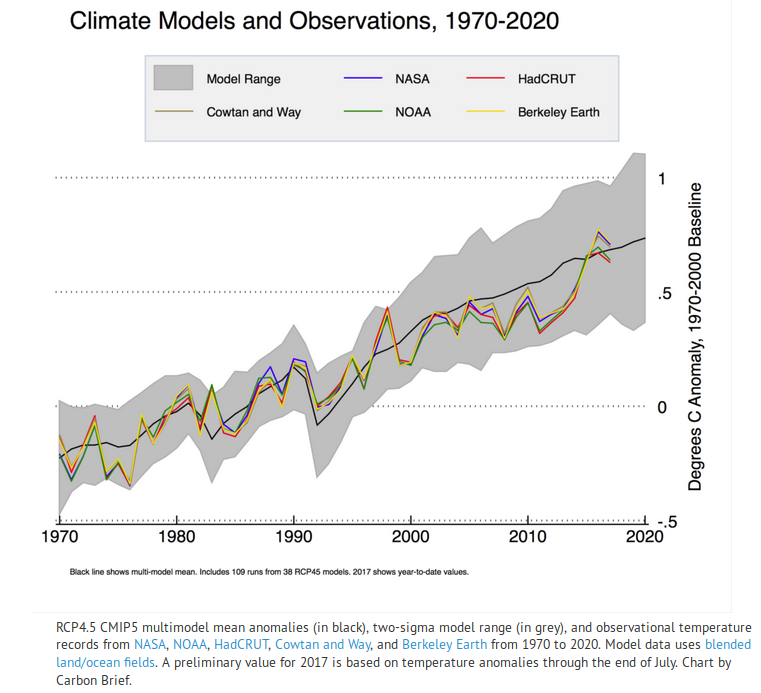 Climate Models and Observations, 1970-2020
Model Range
NASA
HadCRUT
Cowtan and Way
NOAA
Berkeley Earth
1
.5
0
-.5
Degrees C Anomaly, 1970-2000 Baseline
1970
1980
1990
2000
2010
2020
Black line shows multi-model mean. Includes 109 runs from 38 RCP45 models. 2017 shows year-to-date values.
RCP4.5 CMIP5 multimodel mean anomalies (in black), two-sigma model range (in grey), and observational temperature
records from NASA, NOAA, HadCRUT, Cowtan and Way, and Berkeley Earth from 1970 to 2020. Model data uses blended
land/ocean fields. A preliminary value for 2017 is based on temperature anomalies through the end of July. Chart by
Carbon Brief.